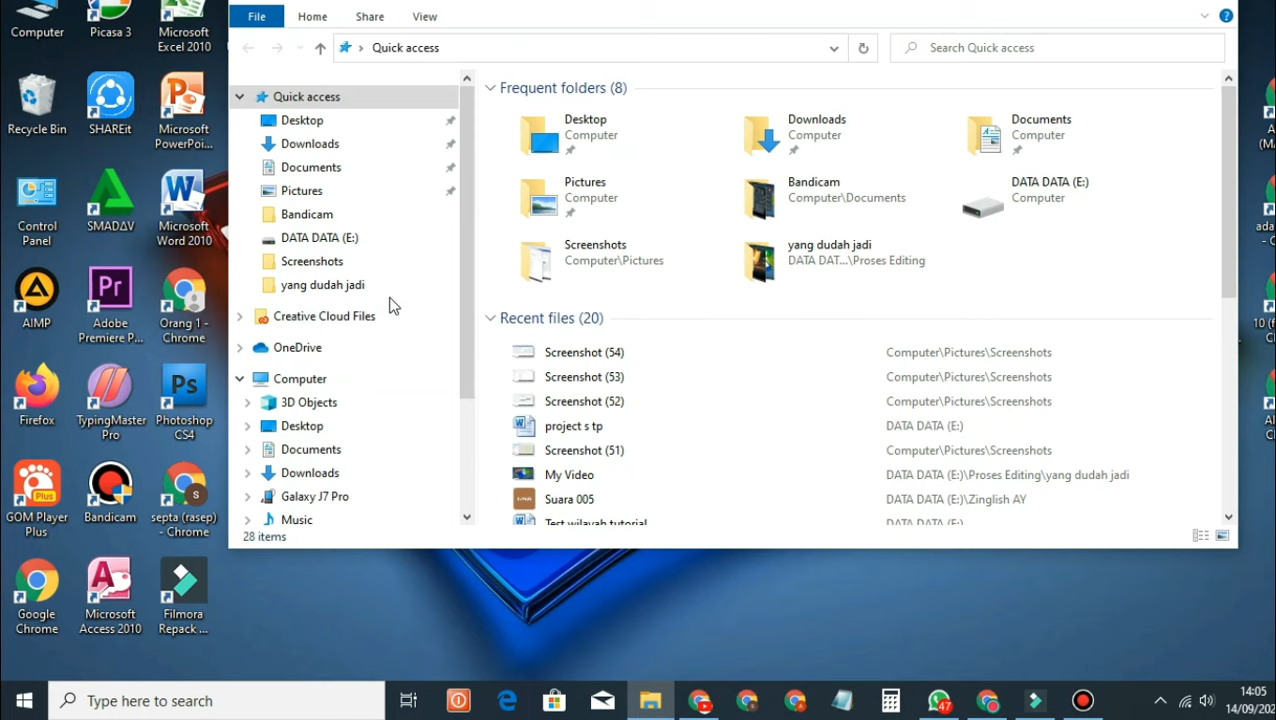 Computer
Picasa 3
Microsoft
Excel 2010
Recycle Bin
SHAREit
Microsoft
PowerPoi...
Control
Panel
SMADΔV
Microsoft
Word 2010
AIMP
Adobe
Premiere P...
Orang 1 -
Chrome
Firefox
TypingMaster
Pro
Photoshop
CS4
GOM Player
Plus
Bandicam
septa (rasep)
- Chrome
Google
Chrome
Microsoft
Access 2010
Filmora
Repack ...
File Home Share View
Quick access
Search Quick access
Quick access
Desktop
Downloads
Documents
Pictures
Bandicam
DATA DATA (E:)
Screenshots
yang dudah jadi
Creative Cloud Files
OneDrive
Computer
3D Objects
Desktop
Documents
Downloads
Galaxy J7 Pro
Music
28 items
Frequent folders (8)
Desktop
Computer
Downloads
Computer
Documents
Computer
Pictures
Computer
Bandicam
Computer\Documents
DATA DATA (E:)
Computer
Screenshots
Computer\Pictures
yang dudah jadi
DATA DAT...\Proses Editing
Recent files (20)
Screenshot (54) Computer\Pictures\Screenshots
Screenshot (53) Computer\Pictures\Screenshots
Screenshot (52) Computer\Pictures\Screenshots
project s tp DATA DATA (E:)
Screenshot (51) Computer\Pictures\Screenshots
My Video DATA DATA (E:)\Proses Editing\yang dudah jadi
Suara 005 DATA DATA (E:)\Zinglish AY
Test wilayah tutorial DATA DATA (E:)
Type here to search
47
14:05